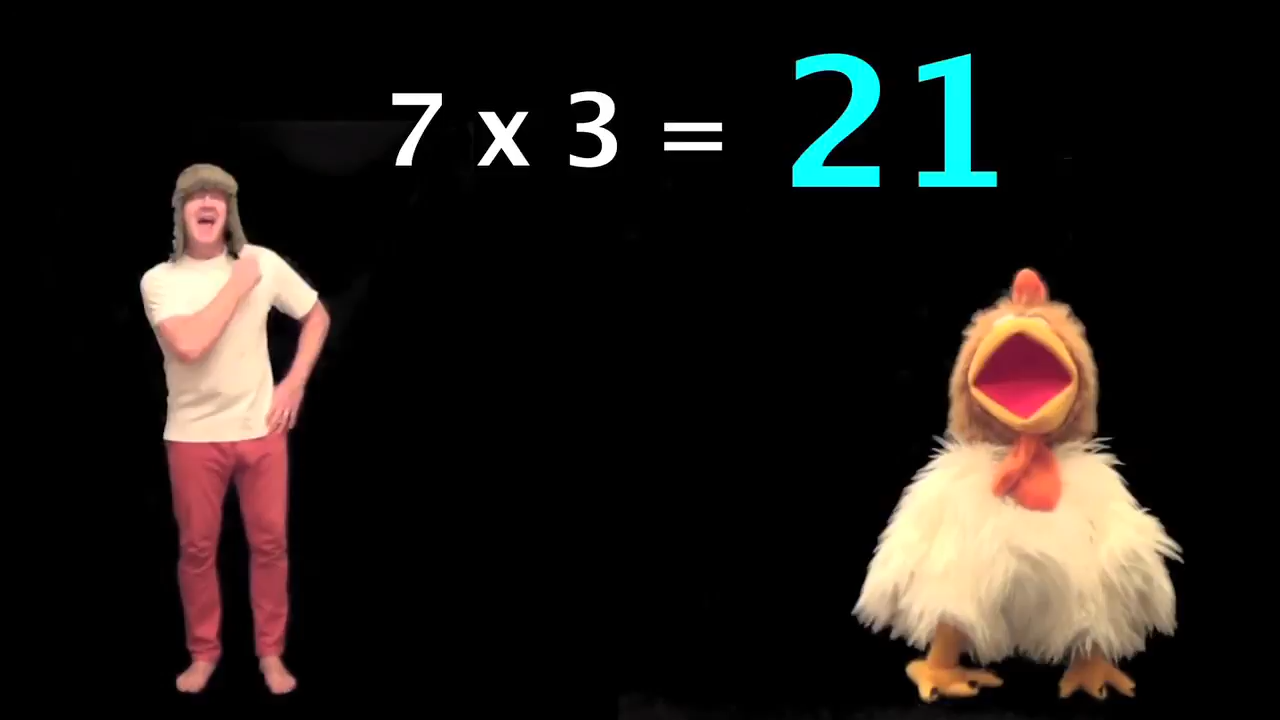 7 x 3 = 21